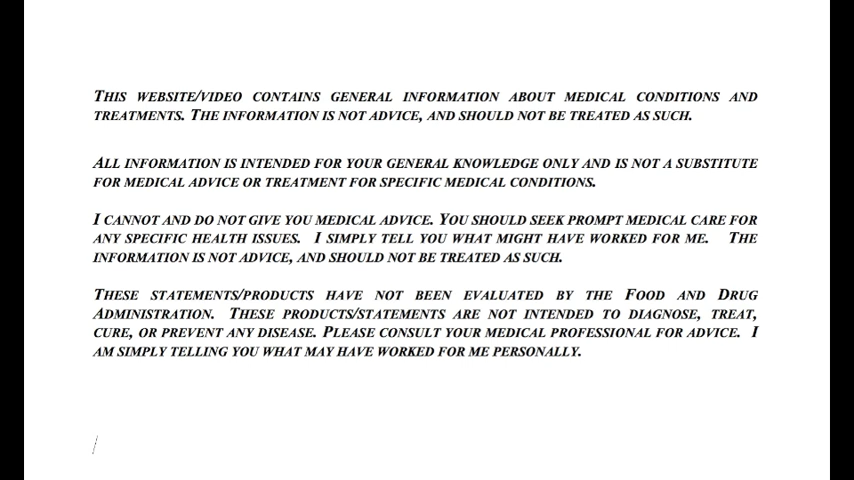 THIS WEBSITE/VIDEO CONTAINS GENERAL INFORMATION ABOUT MEDICAL CONDITIONS AND
TREATMENTS. THE INFORMATION IS NOT ADVICE, AND SHOULD NOT BE TREATED AS SUCH.
ALL INFORMATION IS INTENDED FOR YOUR GENERAL KNOWLEDGE ONLY AND IS NOT A SUBSTITUTE
FOR MEDICAL ADVICE OR TREATMENT FOR SPECIFIC MEDICAL CONDITIONS.
I CANNOT AND DO NOT GIVE YOU MEDICAL ADVICE. YOU SHOULD SEEK PROMPT MEDICAL CARE FOR
ANY SPECIFIC HEALTH ISSUES. I SIMPLY TELL YOU WHAT MIGHT HAVE WORKED FOR ME. THE
INFORMATION IS NOT ADVICE, AND SHOULD NOT BE TREATED AS SUCH.
THESE STATEMENTS/PRODUCTS HAVE NOT BEEN EVALUATED BY THE FOOD AND DRUG
ADMINISTRATION. THESE PRODUCTS/STATEMENTS ARE NOT INTENDED TO DIAGNOSE, TREAT,
CURE, OR PREVENT ANY DISEASE. PLEASE CONSULT YOUR MEDICAL PROFESSIONAL FOR ADVICE. I
AM SIMPLY TELLING YOU WHAT MAY HAVE WORKED FOR ME PERSONALLY.